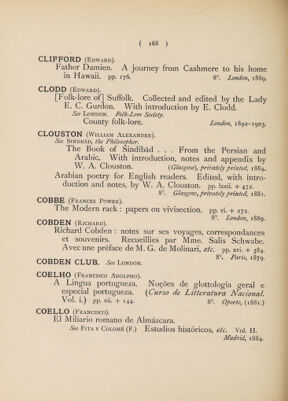 ( 168 )
CLIFFORD (EDWARD).
Father Damien. A journey from Cashmere to his home
in Hawaii. pp. 176. 8°. London, 1889.
CLODD (EDWARD).
[Folk-lore of] Suffolk. Collected and edited by the Lady
E. C. Gurdon. With introduction by E. Clodd.
See LONDON. Folk-Lore Society.
County folk-lore. London, 1892-1903.
CLOUSTON (WILLIAM ALEXANDER).
See SINDBĀD, the Philosopher.
The Book of Sindibād . . . From the Persian and
Arabic. With introduction, notes and appendix by
W. A. Clouston. (Glasgow), privately printed, 1884.
Arabian poetry for English readers. Edited, with intro-
duction and notes, by W. A. Clouston. pp. lxxii. + 472.
8°. Glasgow, privately printed, 1881.
COBBE (FRANCES POWER).
The Modern rack : papers on vivisection. pp. vi. + 272.
8°. London, 1889.
COBDEN (RICHARD).
Richard Cobden : notes sur ses voyages, correspondances
et souvenirs. Recueillies par Mme. Salis Schwabe.
Avec une préface de M. G. de Molinari, etc. pp. xvi. + 384.
8°. Paris, 1879.
COBDEN CLUB. See LONDON.
COELHO (FRANCISCO ADOLPHO).
A Lingua portugueza. Noções de glottologia geral e
especial portugueza. (Curso de Litteratura Nacional.
Vol. i.) pp. vii. + 144. 8°. Oporto, (1881.)
COELLO (FRANCISCO).
El Miliario romano de Almázcara.
See FITA Y COLOMÉ (F.) Estudios históricos, etc. Vol. II.
Madrid, 1884.